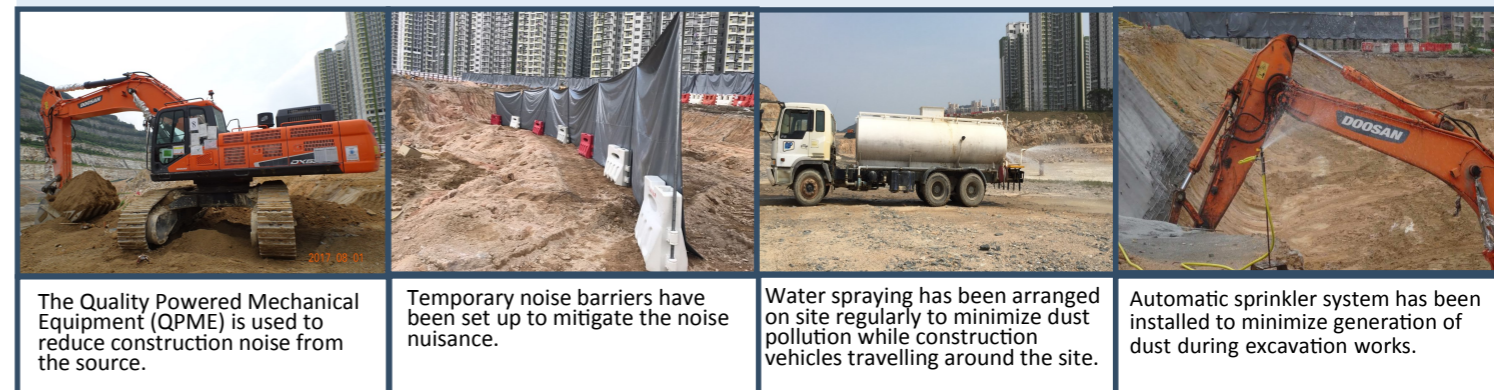 DOOSAN
2017 08 01
DOOSAN
The Quality Powered Mechanical
Equipment (QPME) is used to
reduce construction noise from
the source.
Temporary noise barriers have
been set up to mitigate the noise
nuisance.
Water spraying has been arranged
on site regularly to minimize dust
pollution while construction
vehicles travelling around the site.
Automatic sprinkler system has been
installed to minimize generation of
dust during excavation works.